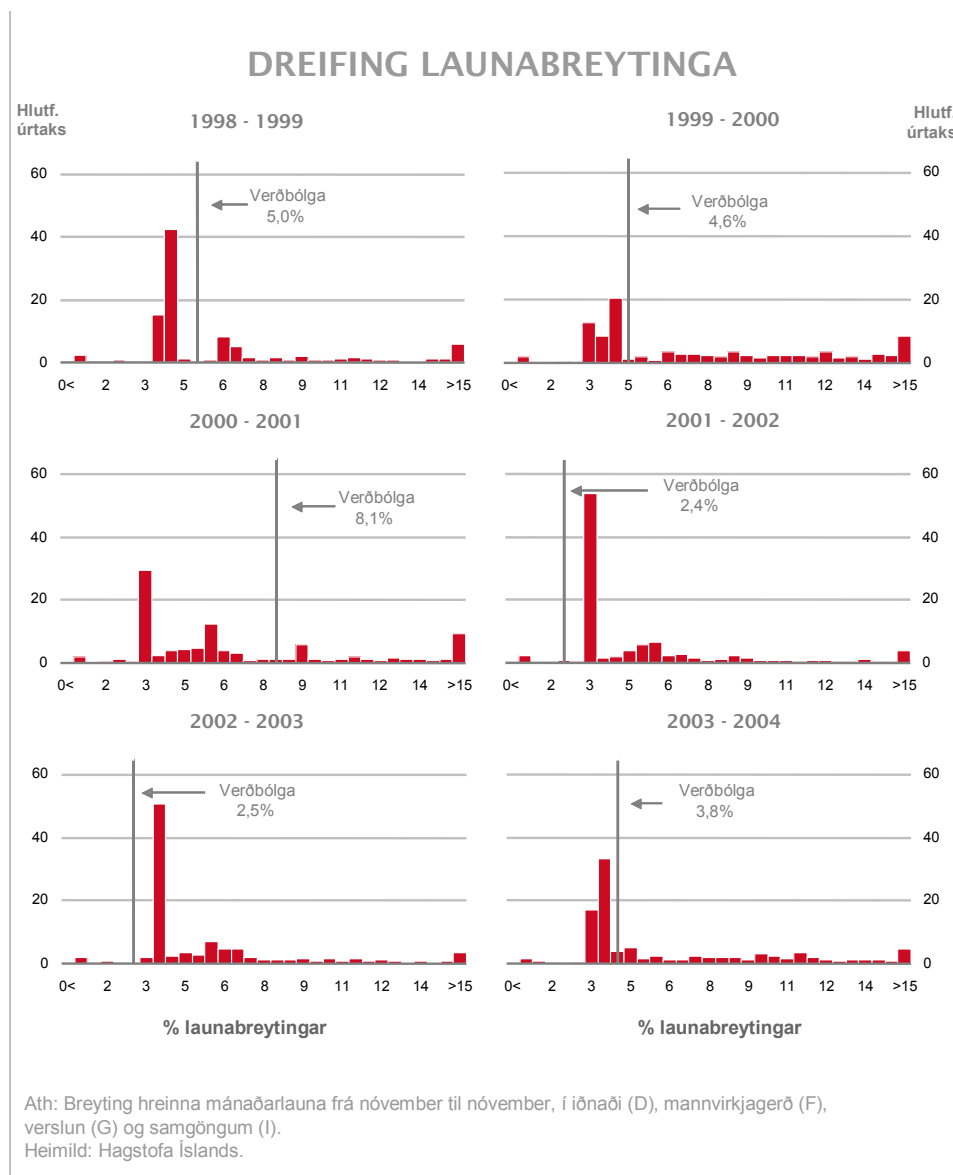 DREIFING LAUNABREYTINGA
Hlutf.
úrtaks
1998 - 1999
60
40
20
0
Verðbólga
5,0%
0< 2 3 5 6 8 9 11 12 14 >15
1999 - 2000
Hlutf.
úrtaks
60
40
20
0
Verðbólga
4,6%
0< 2 3 5 6 8 9 11 12 14 >15
2000 - 2001
60
40
20
0
Verðbólga
8,1%
0< 2 3 5 6 8 9 11 12 14 >15
2001 - 2002
60
40
20
0
Verðbólga
2,4%
0< 2 3 5 6 8 9 11 12 14 >15
2002 - 2003
60
40
20
0
Verðbólga
2,5%
0< 2 3 5 6 8 9 11 12 14 >15
% launabreytingar
2003 - 2004
60
40
20
0
Verðbólga
3,8%
0< 2 3 5 6 8 9 11 12 14 >15
% launabreytingar
Ath: Breyting hreinna mánaðarlauna frá nóvember til nóvember, í iðnaði (D), mannvirkjagerð (F),
verslun (G) og samgöngum (I).
Heimild: Hagstofa Íslands.